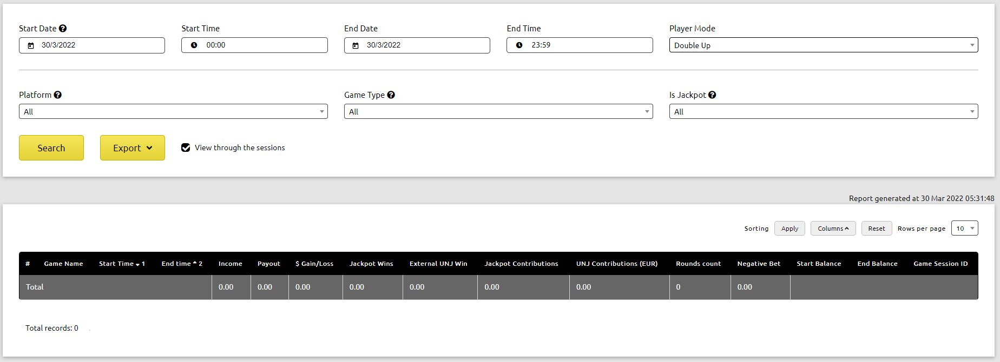 Start Date Start Time End Date End Time Player Mode
30/3/2022 00:00 30/3/2022 23:59 Double Up
Platform Game Type Is Jackpot
All All All
Search Export View through the sessions
Report generated at 30 Mar 2022 05:31:48
Sorting Apply Columns Reset Rows per page 10
# Game Name Start Time 1 End time 2 Income Payout $ Gain/Loss Jackpot Wins External UNJ Win Jackpot Contributions UNJ Contributions (EUR) Rounds count Negative Bet Start Balance End Balance Game Session ID
Total 0.00 0.00 0.00 0.00 0.00 0.00 0.00 0 0.00
Total records: 0